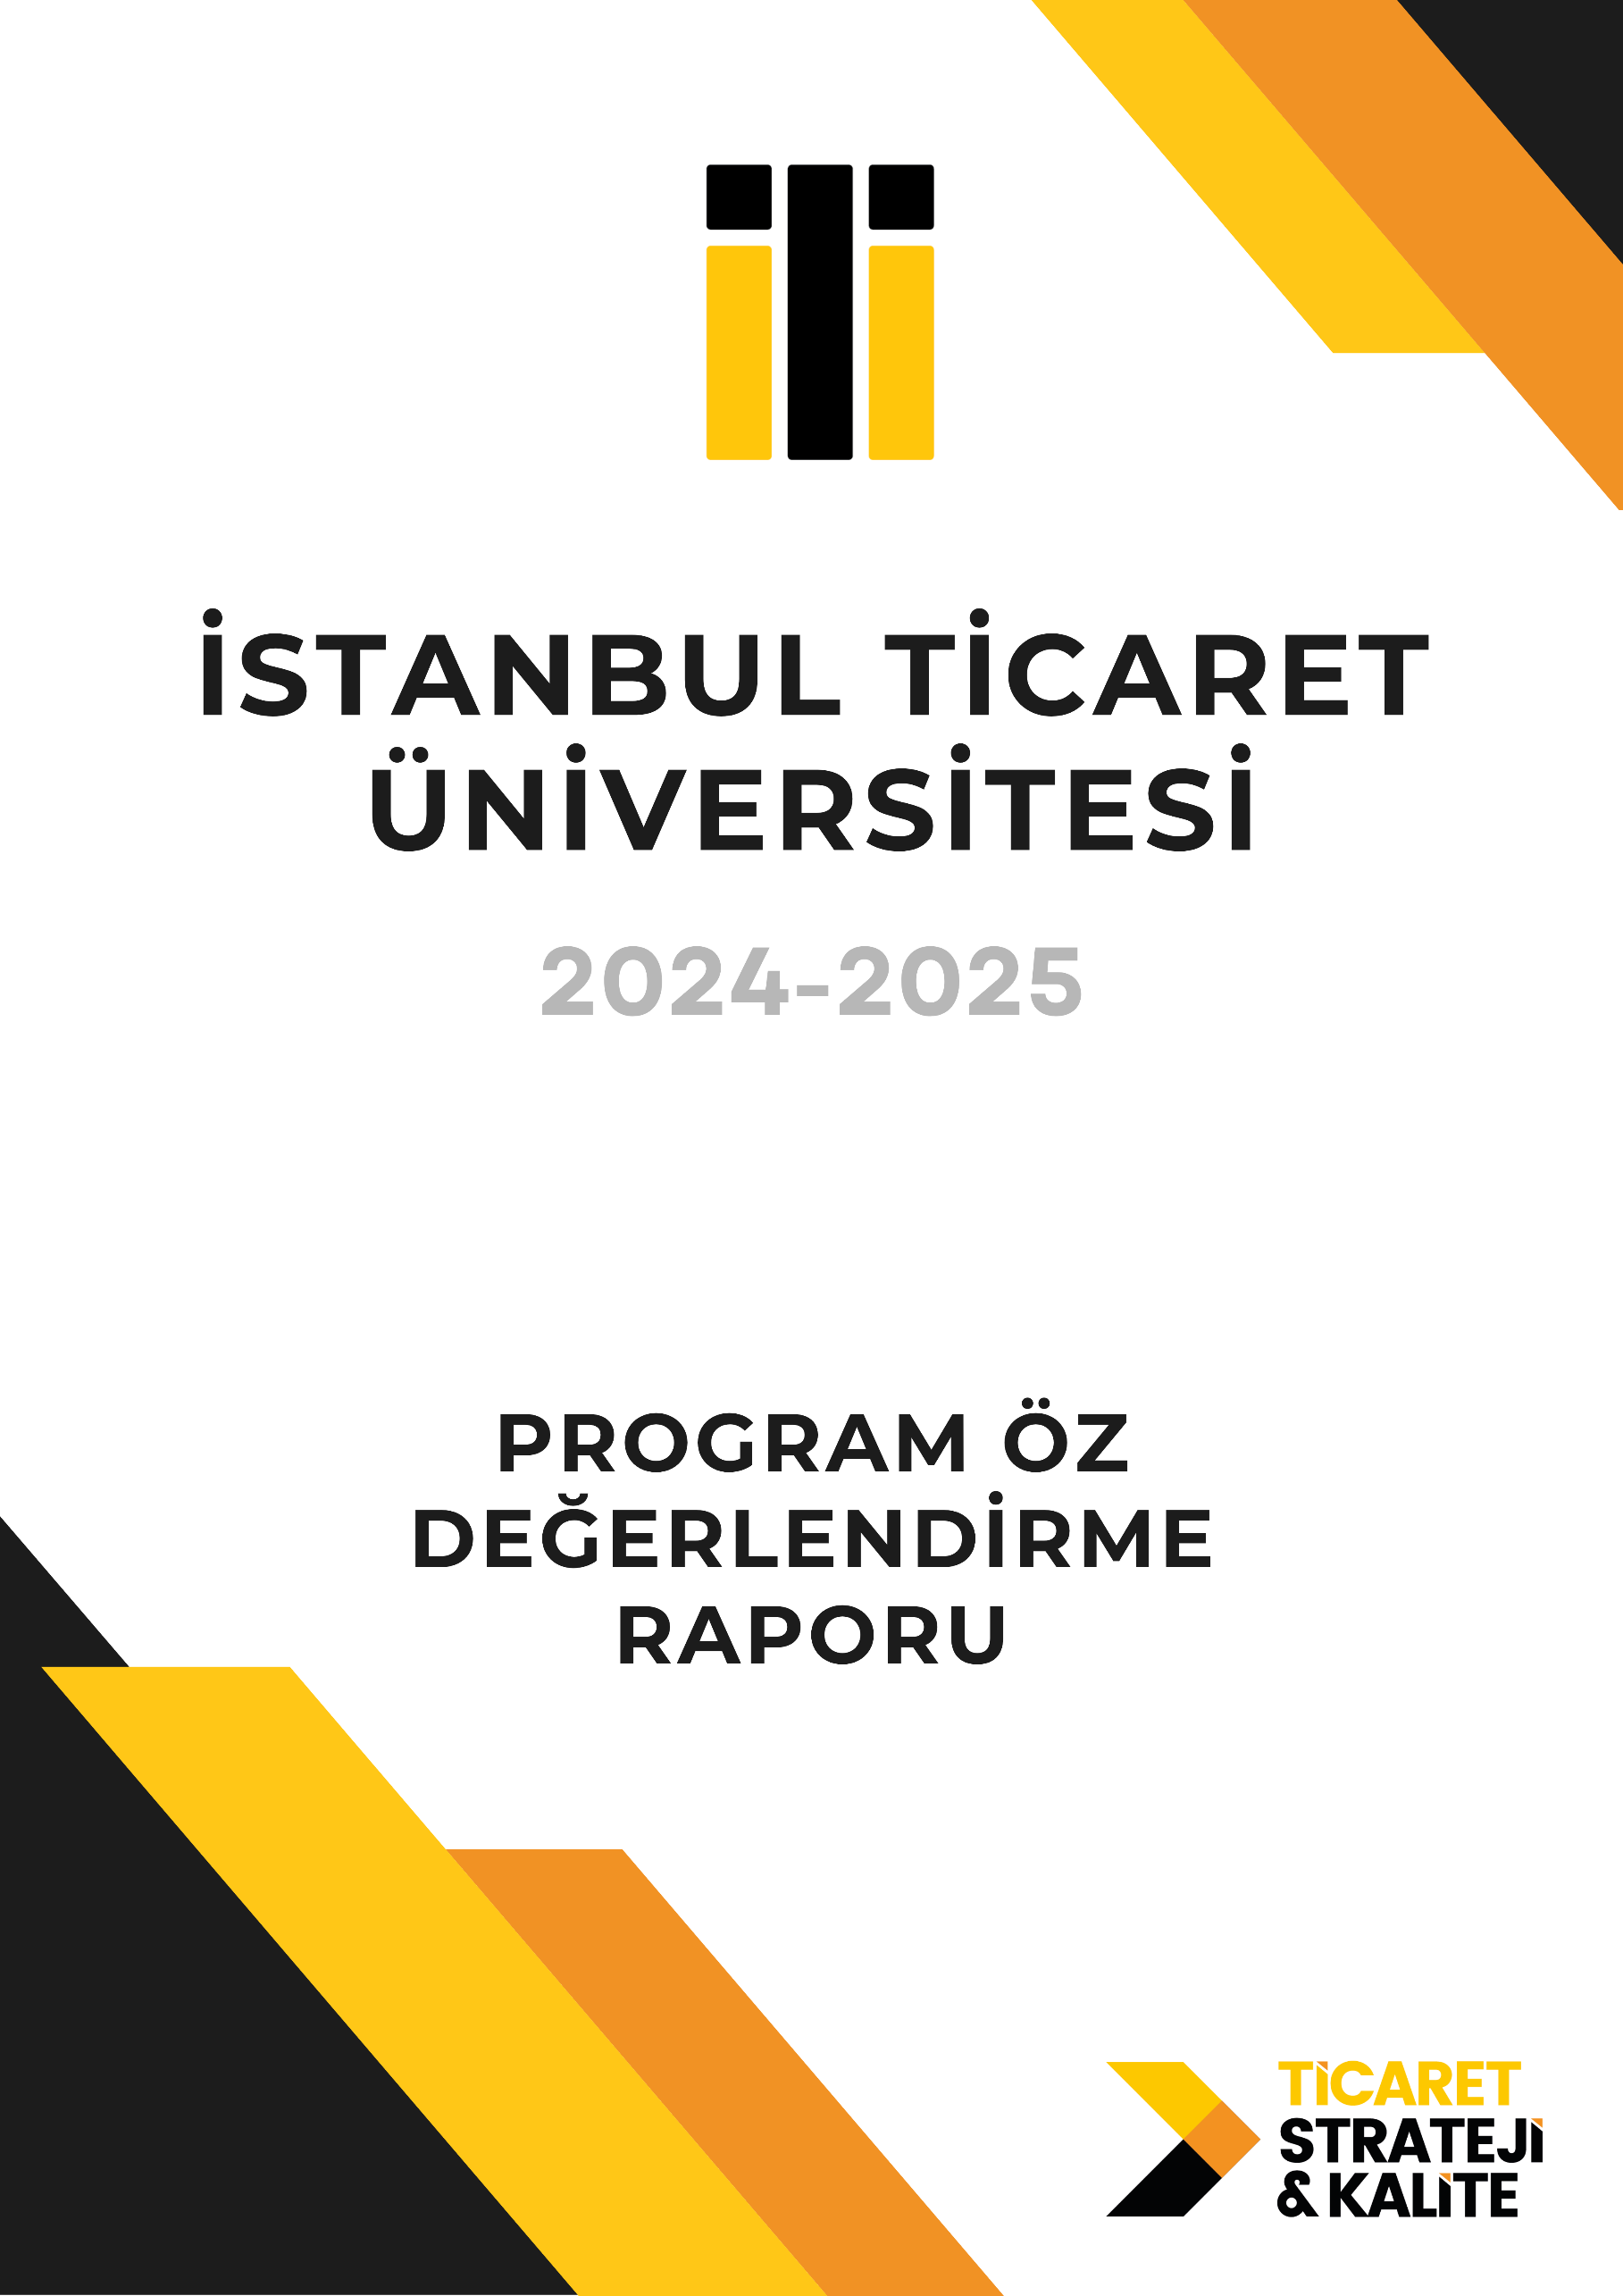 İSTANBUL TİCARET
ÜNİVERSİTESİ
2024-2025
PROGRAM ÖZ
DEĞERLENDİRME
RAPORU
TİCARET
STRATEJİ
& KALİTE